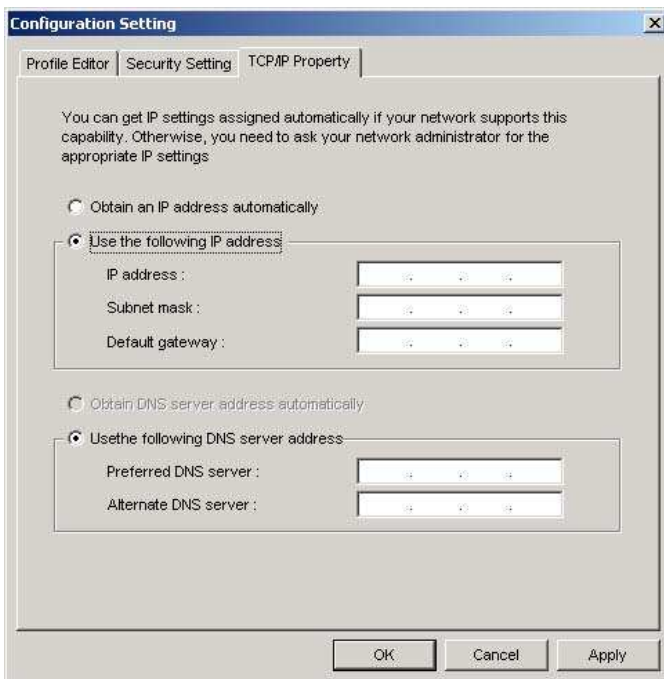 Configuration Setting
Profile Editor
Security Setting
TCP/IP Property
You can get IP settings assigned automatically if your network supports this
capability. Otherwise, you need to ask your network administrator for the
appropriate IP settings
Obtain an IP address automatically
Use the following IP address
IP address :
Subnet mask :
Default gateway :
Obtain DNS server address automatically
Usethe following DNS server address
Preferred DNS server :
Alternate DNS server :
OK
Cancel
Apply